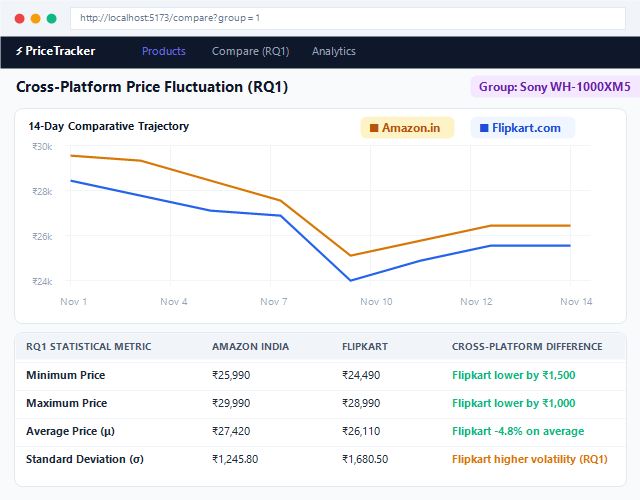 http://localhost:5173/compare?group=1
⚡PriceTracker Products Compare (RQ1) Analytics
Cross-Platform Price Fluctuation (RQ1) Group: Sony WH-1000XM5
14-Day Comparative Trajectory Amazon.in Flipkart.com
₹30k
₹28k
₹26k
₹24k
Nov 1 Nov 4 Nov 7 Nov 10 Nov 12 Nov 14
RQ1 STATISTICAL METRIC AMAZON INDIA FLIPKART CROSS-PLATFORM DIFFERENCE
Minimum Price ₹25,990 ₹24,490 Flipkart lower by ₹1,500
Maximum Price ₹29,990 ₹28,990 Flipkart lower by ₹1,000
Average Price (μ) ₹27,420 ₹26,110 Flipkart -4.8% on average
Standard Deviation (σ) ₹1,245.80 ₹1,680.50 Flipkart higher volatility (RQ1)